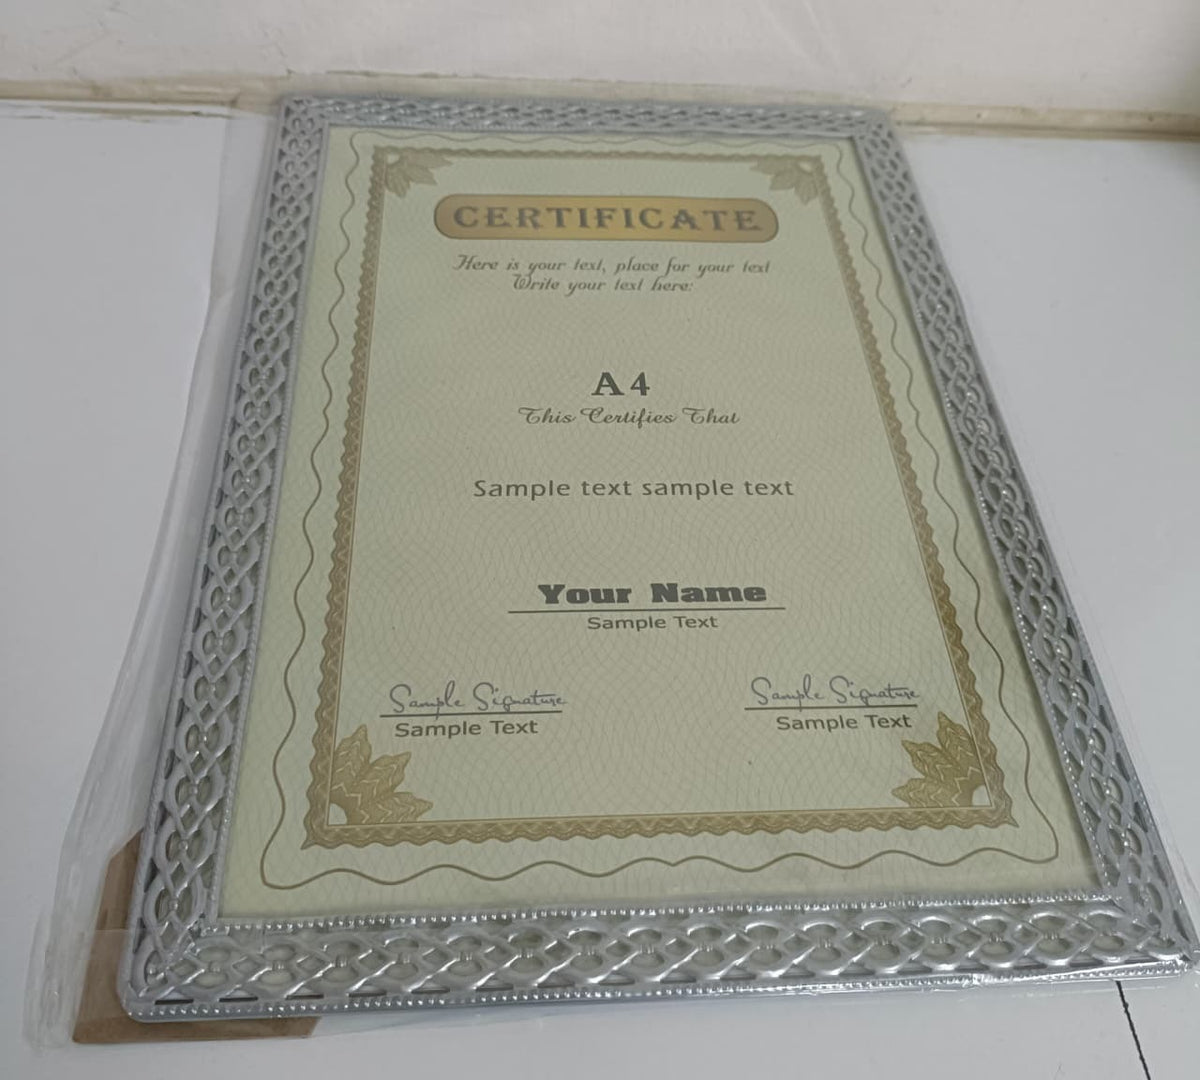 CERTIFICATE
Here is your text, place for your text
Write your text here:
A4
This Certifies That
Sample text sample text
Your Name
Sample Text
Sample Signature
Sample Text
Sample Signature
Sample Text